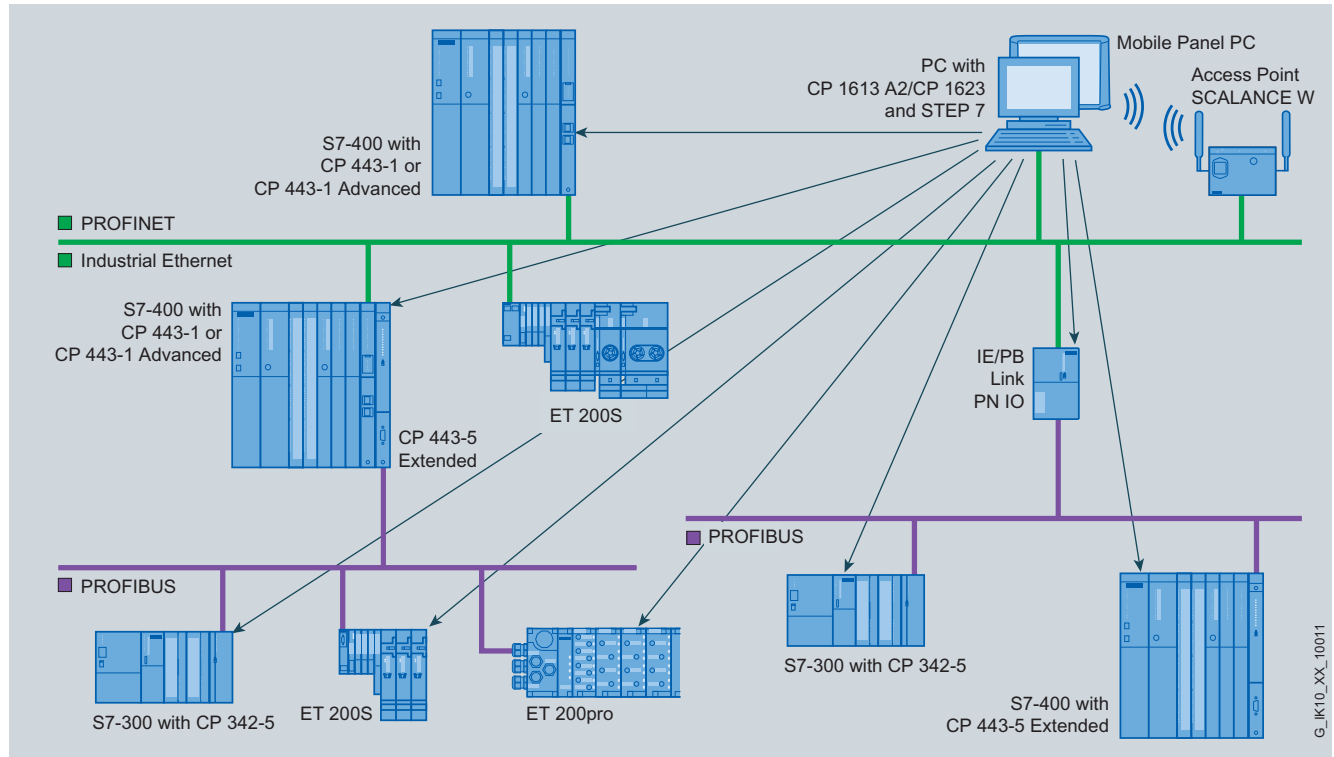 Mobile Panel PC
PC with
CP 1613 A2/CP 1623
and STEP 7
Access Point
SCALANCE W
S7-400 with
CP 443-1 or
CP 443-1 Advanced
PROFINET
Industrial Ethernet
S7-400 with
CP 443-1 or
CP 443-1 Advanced
ET 200S
IE/PB
Link
PN IO
CP 443-5
Extended
PROFIBUS
PROFIBUS
S7-300 with CP 342-5
ET 200S
ET 200pro
S7-300 with CP 342-5
S7-400 with
CP 443-5 Extended
G_IK10_XX_10011